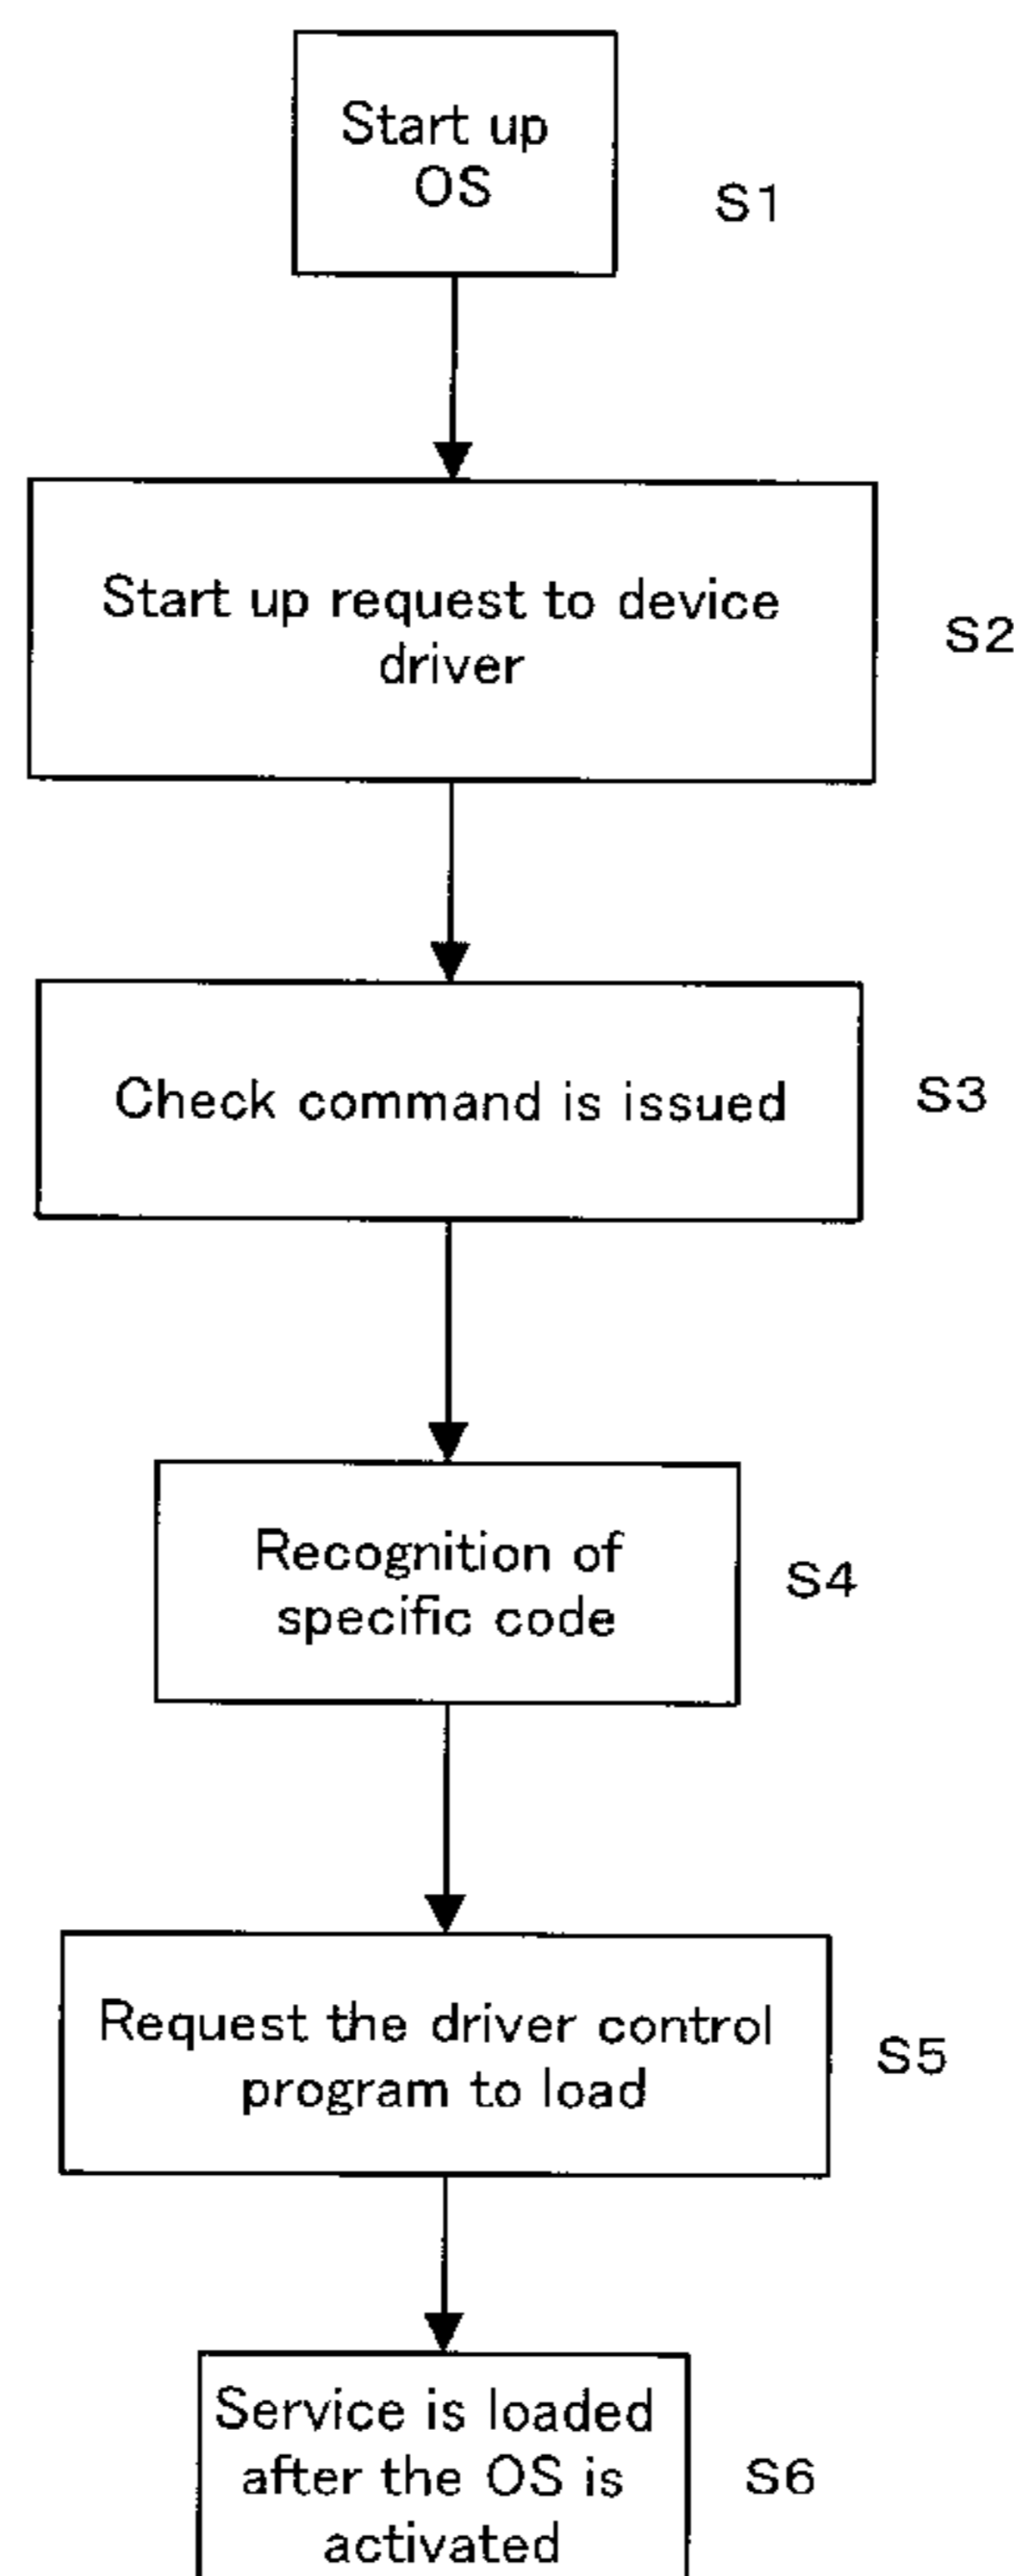 Start up
OS
S1
Start up request to device
driver
S2
Check command is issued
S3
Recognition of
specific code
S4
Request the driver control
program to load
S5
Service is loaded
after the OS is
activated
S6